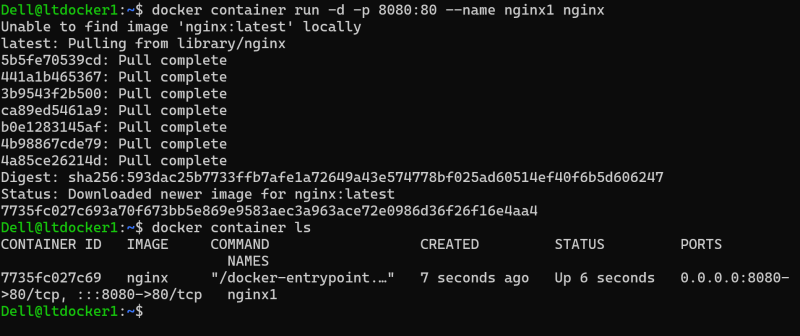 Dell@ltdocker1:~$ docker container run -d -p 8080:80 --name nginx1 nginx
Unable to find image 'nginx:latest' locally
latest: Pulling from library/nginx
5b5fe70539cd: Pull complete
441a1b465367: Pull complete
3b9543f2b500: Pull complete
ca89ed5461a9: Pull complete
b0e1283145af: Pull complete
4b98867cde79: Pull complete
4a85ce26214d: Pull complete
Digest: sha256:593dac25b7733ffb7afe1a72649a43e574778bf025ad60514ef40f6b5d606247
Status: Downloaded newer image for nginx:latest
7735fc027c693a70f673bb5e869e9583aec3a963ace72e0986d36f26f16e4aa4
Dell@ltdocker1:~$ docker container ls
CONTAINER ID   IMAGE     COMMAND                  CREATED         STATUS         PORTS
                           NAMES
7735fc027c69   nginx     "/docker-entrypoint.…"   7 seconds ago   Up 6 seconds   0.0.0.0:8080-
>80/tcp, :::8080->80/tcp   nginx1
Dell@ltdocker1:~$